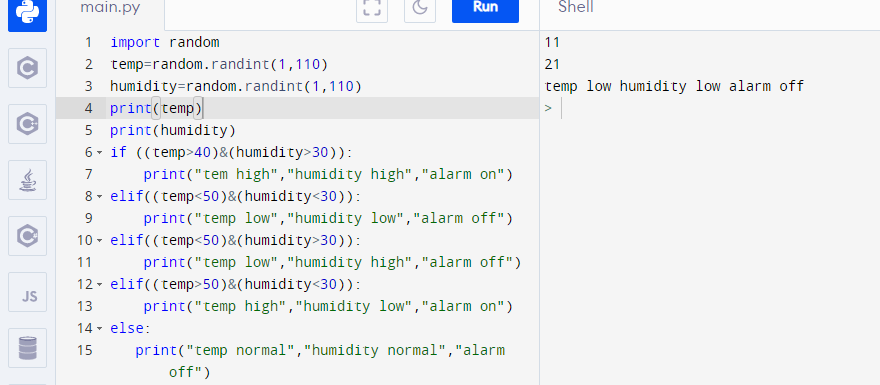 main.py
Run
Shell
1 import random
2 temp=random.randint(1,110)
3 humidity=random.randint(1,110)
4 print(temp)
5 print(humidity)
6 if ((temp>40)&(humidity>30)):
7 print("tem high","humidity high","alarm on")
8 elif((temp<50)&(humidity<30)):
9 print("temp low","humidity low","alarm off")
10 elif((temp<50)&(humidity>30)):
11 print("temp low","humidity high","alarm off")
12 elif((temp>50)&(humidity<30)):
13 print("temp high","humidity low","alarm on")
14 else:
15 print("temp normal","humidity normal","alarm
off")
11
21
temp low humidity low alarm off
>
JS